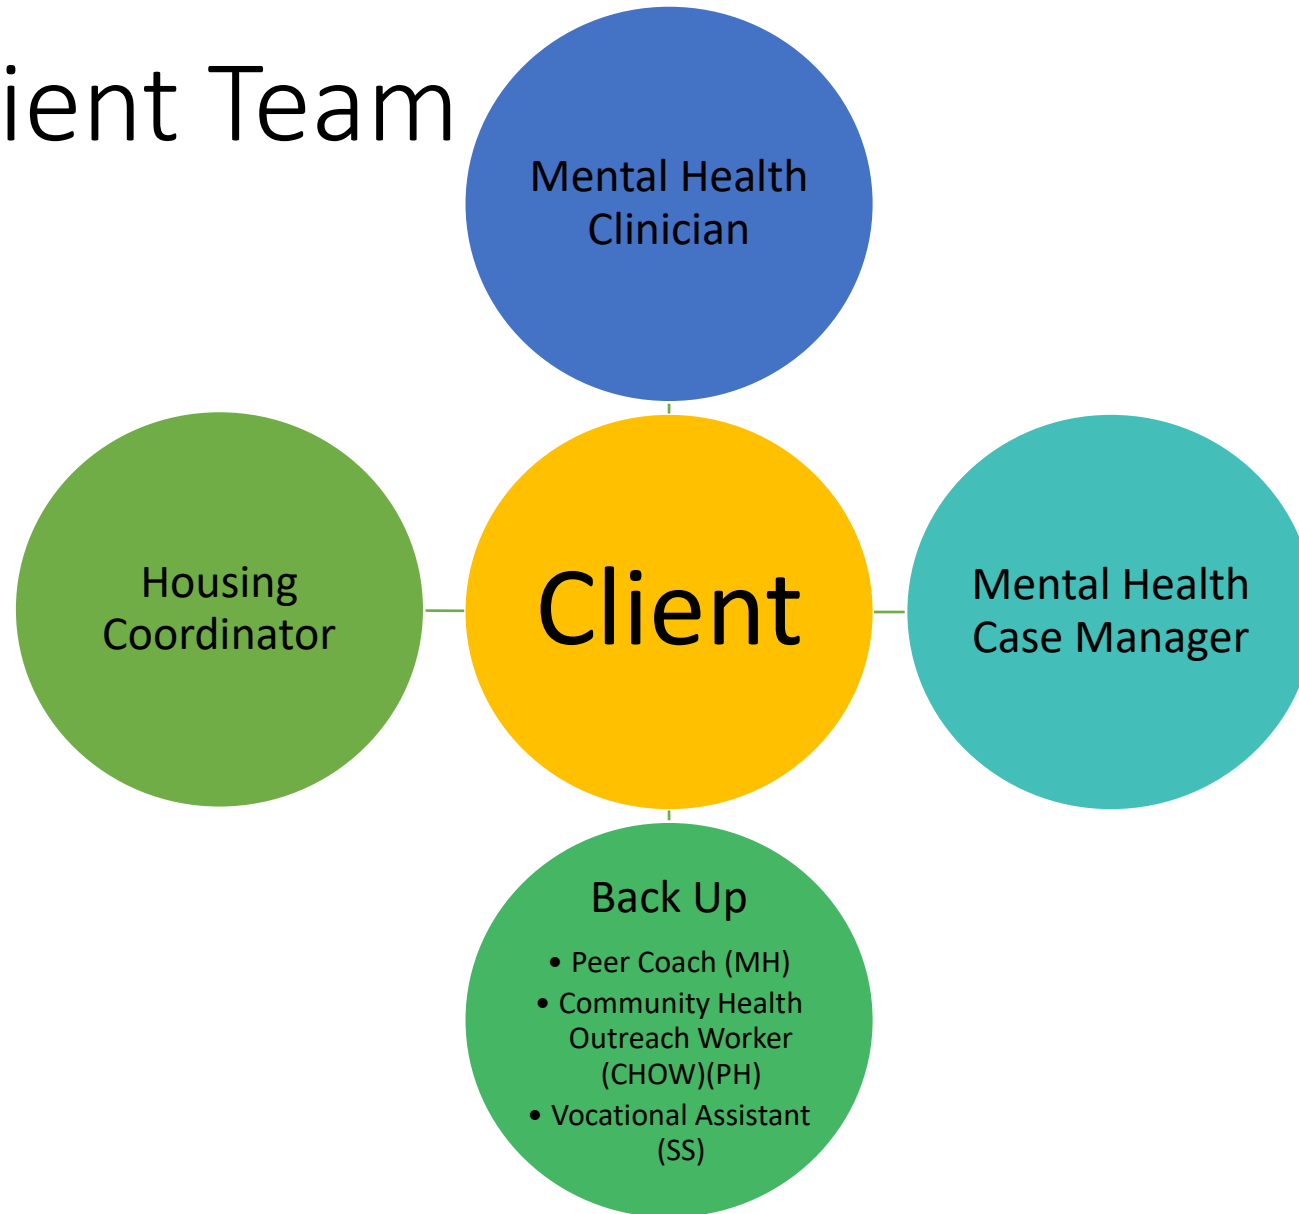 ient Team
Mental Health
Clinician
Housing
Coordinator
Client
Mental Health
Case Manager
Back Up
• Peer Coach (MH)
• Community Health
Outreach Worker
(CHOW)(PH)
• Vocational Assistant
(SS)